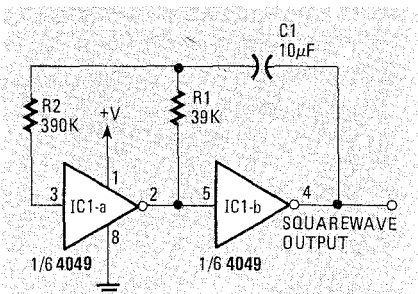 C1
10µF
R2
390K
+V
R1
39K
3
IC1-a
1
2
8
5
IC1-b
4
SQUAREWAVE
OUTPUT
1/6 4049
1/6 4049